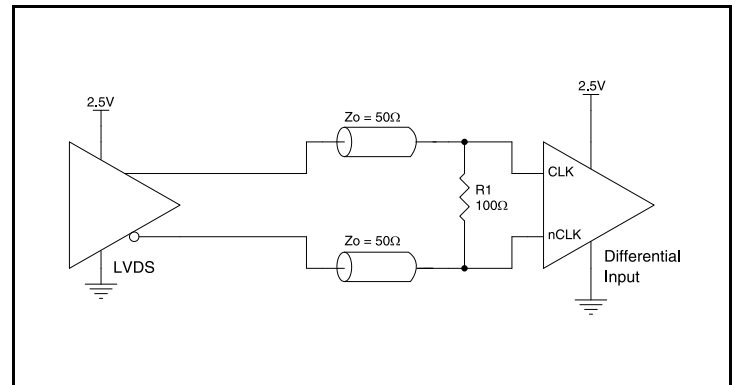 2.5V
2.5V
Zo = 50Ω
CLK
R1
100Ω
nCLK
Zo = 50Ω
LVDS
Differential
Input